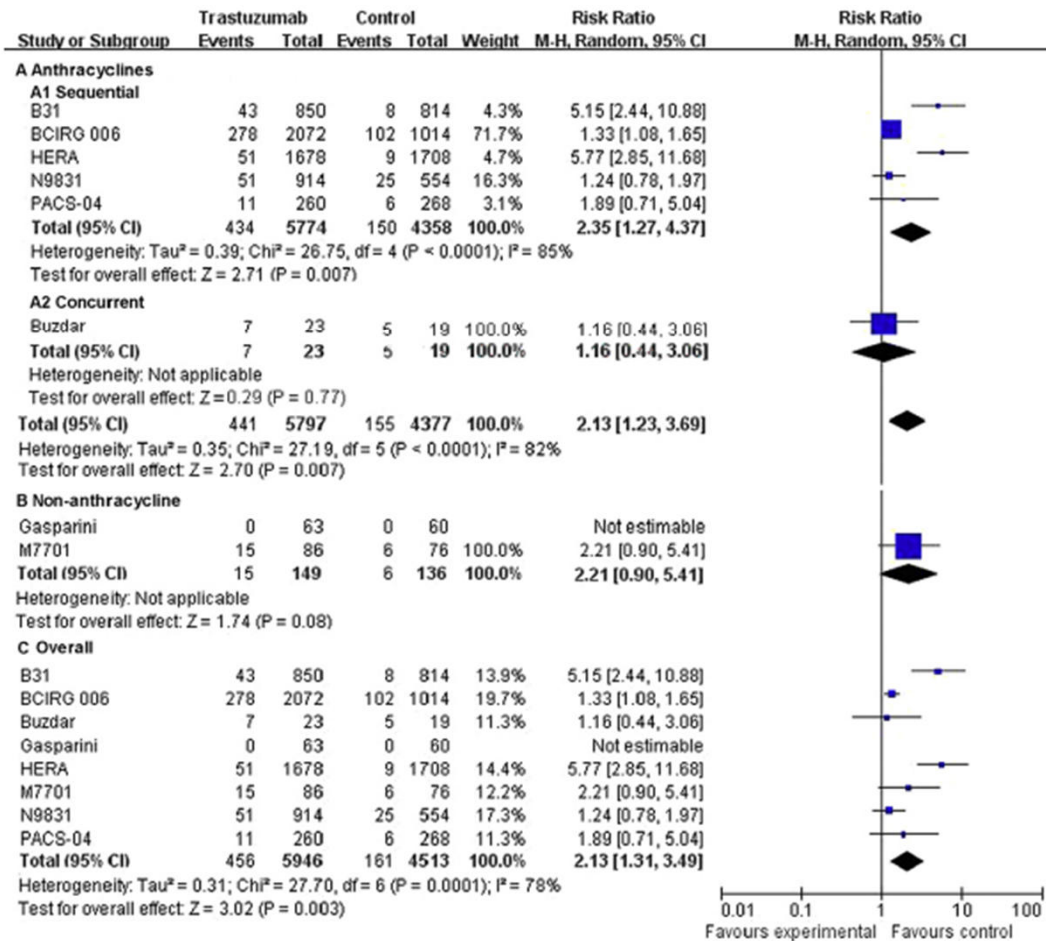 Trastuzumab Control Risk Ratio Risk Ratio
Study or Subgroup Events Total Events Total Weight M-H, Random, 95% CI M-H, Random, 95% CI
A Anthracyclines
A1 Sequential
B31 43 850 8 814 4.3% 5.15 [2.44, 10.88]
BCIRG 006 278 2072 102 1014 71.7% 1.33 [1.08, 1.65]
HERA 51 1678 9 1708 4.7% 5.77 [2.85, 11.68]
N9831 51 914 25 554 16.3% 1.24 [0.78, 1.97]
PACS-04 11 260 6 268 3.1% 1.89 [0.71, 5.04]
Total (95% CI) 434 5774 150 4358 100.0% 2.35 [1.27, 4.37]
Heterogeneity: Tau² = 0.39; Chi² = 26.75, df = 4 (P < 0.0001); I² = 85%
Test for overall effect: Z = 2.71 (P = 0.007)
A2 Concurrent
Buzdar 7 23 5 19 100.0% 1.16 [0.44, 3.06]
Total (95% CI) 7 23 5 19 100.0% 1.16 [0.44, 3.06]
Heterogeneity: Not applicable
Test for overall effect: Z=0.29 (P = 0.77)
Total (95% CI) 441 5797 155 4377 100.0% 2.13 [1.23, 3.69]
Heterogeneity: Tau² = 0.35; Chi² = 27.19, df = 5 (P < 0.0001); I² = 82%
Test for overall effect: Z = 2.70 (P = 0.007)
B Non-anthracycline
Gasparini 0 63 0 60 Not estimable
M7701 15 86 6 76 100.0% 2.21 [0.90, 5.41]
Total (95% CI) 15 149 6 136 100.0% 2.21 [0.90, 5.41]
Heterogeneity: Not applicable
Test for overall effect: Z = 1.74 (P = 0.08)
C Overall
B31 43 850 8 814 13.9% 5.15 [2.44, 10.88]
BCIRG 006 278 2072 102 1014 19.7% 1.33 [1.08, 1.65]
Buzdar 7 23 5 19 11.3% 1.16 [0.44, 3.06]
Gasparini 0 63 0 60 Not estimable
HERA 51 1678 9 1708 14.4% 5.77 [2.85, 11.68]
M7701 15 86 6 76 12.2% 2.21 [0.90, 5.41]
N9831 51 914 25 554 17.3% 1.24 [0.78, 1.97]
PACS-04 11 260 6 268 11.3% 1.89 [0.71, 5.04]
Total (95% CI) 456 5946 161 4513 100.0% 2.13 [1.31, 3.49]
Heterogeneity: Tau² = 0.31; Chi² = 27.70, df = 6 (P = 0.0001); I² = 78%
Test for overall effect: Z = 3.02 (P = 0.003)
0.01 0.1 1 10 100
Favours experimental Favours control